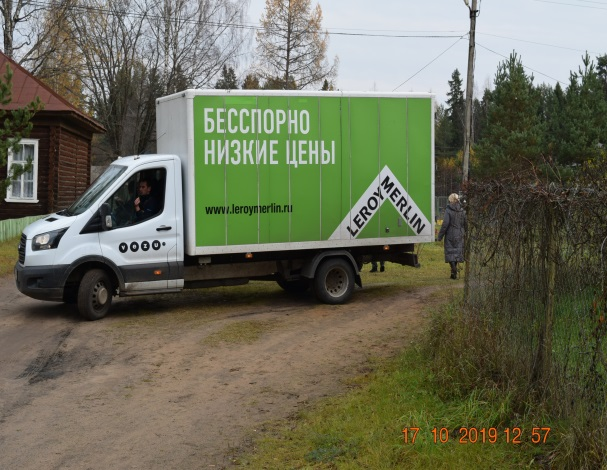 БЕССПОРНО
НИЗКИЕ ЦЕНЫ
www.leroymerlin.ru
LEROY MERLIN
17 10 2019 12 57